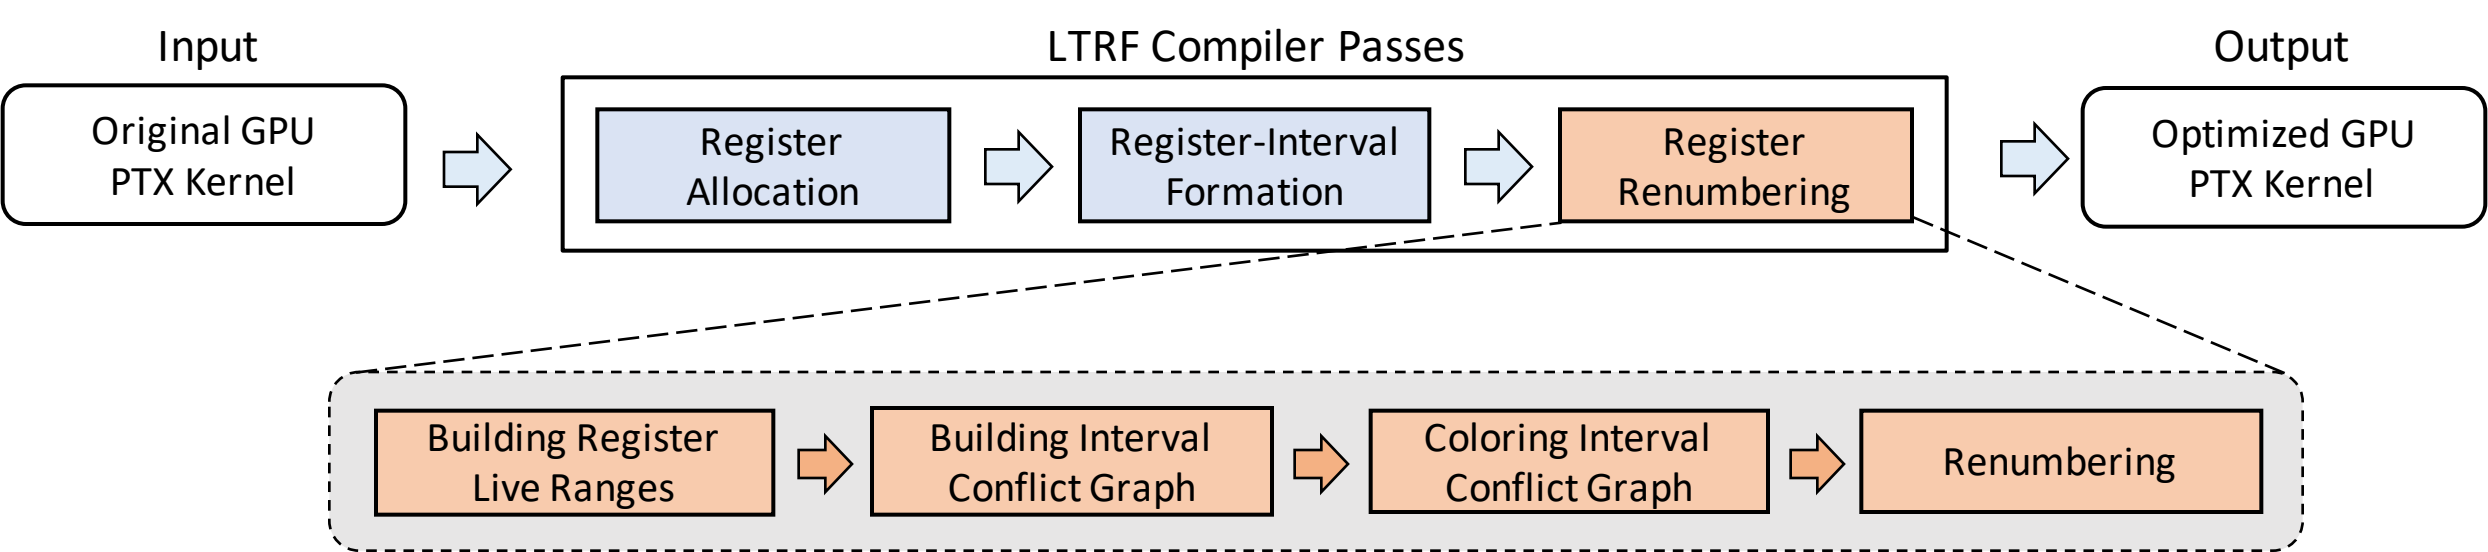 Input
LTRF Compiler Passes
Output
Original GPU
PTX Kernel
Register
Allocation
Register-Interval
Formation
Register
Renumbering
Optimized GPU
PTX Kernel
Building Register
Live Ranges
Building Interval
Conflict Graph
Coloring Interval
Conflict Graph
Renumbering